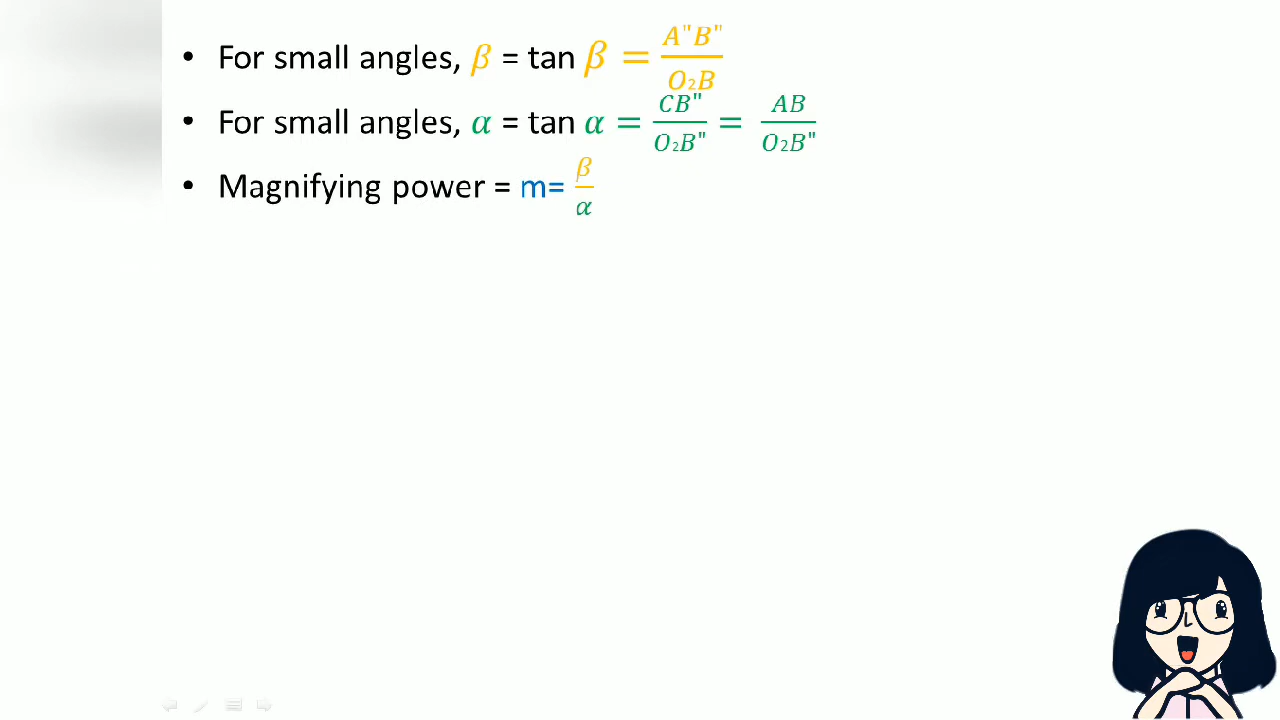 • For small angles, β = tan β = A"B" / O₂B
• For small angles, α = tan α = CB" / O₂B" = AB / O₂B"
• Magnifying power = m= β / α